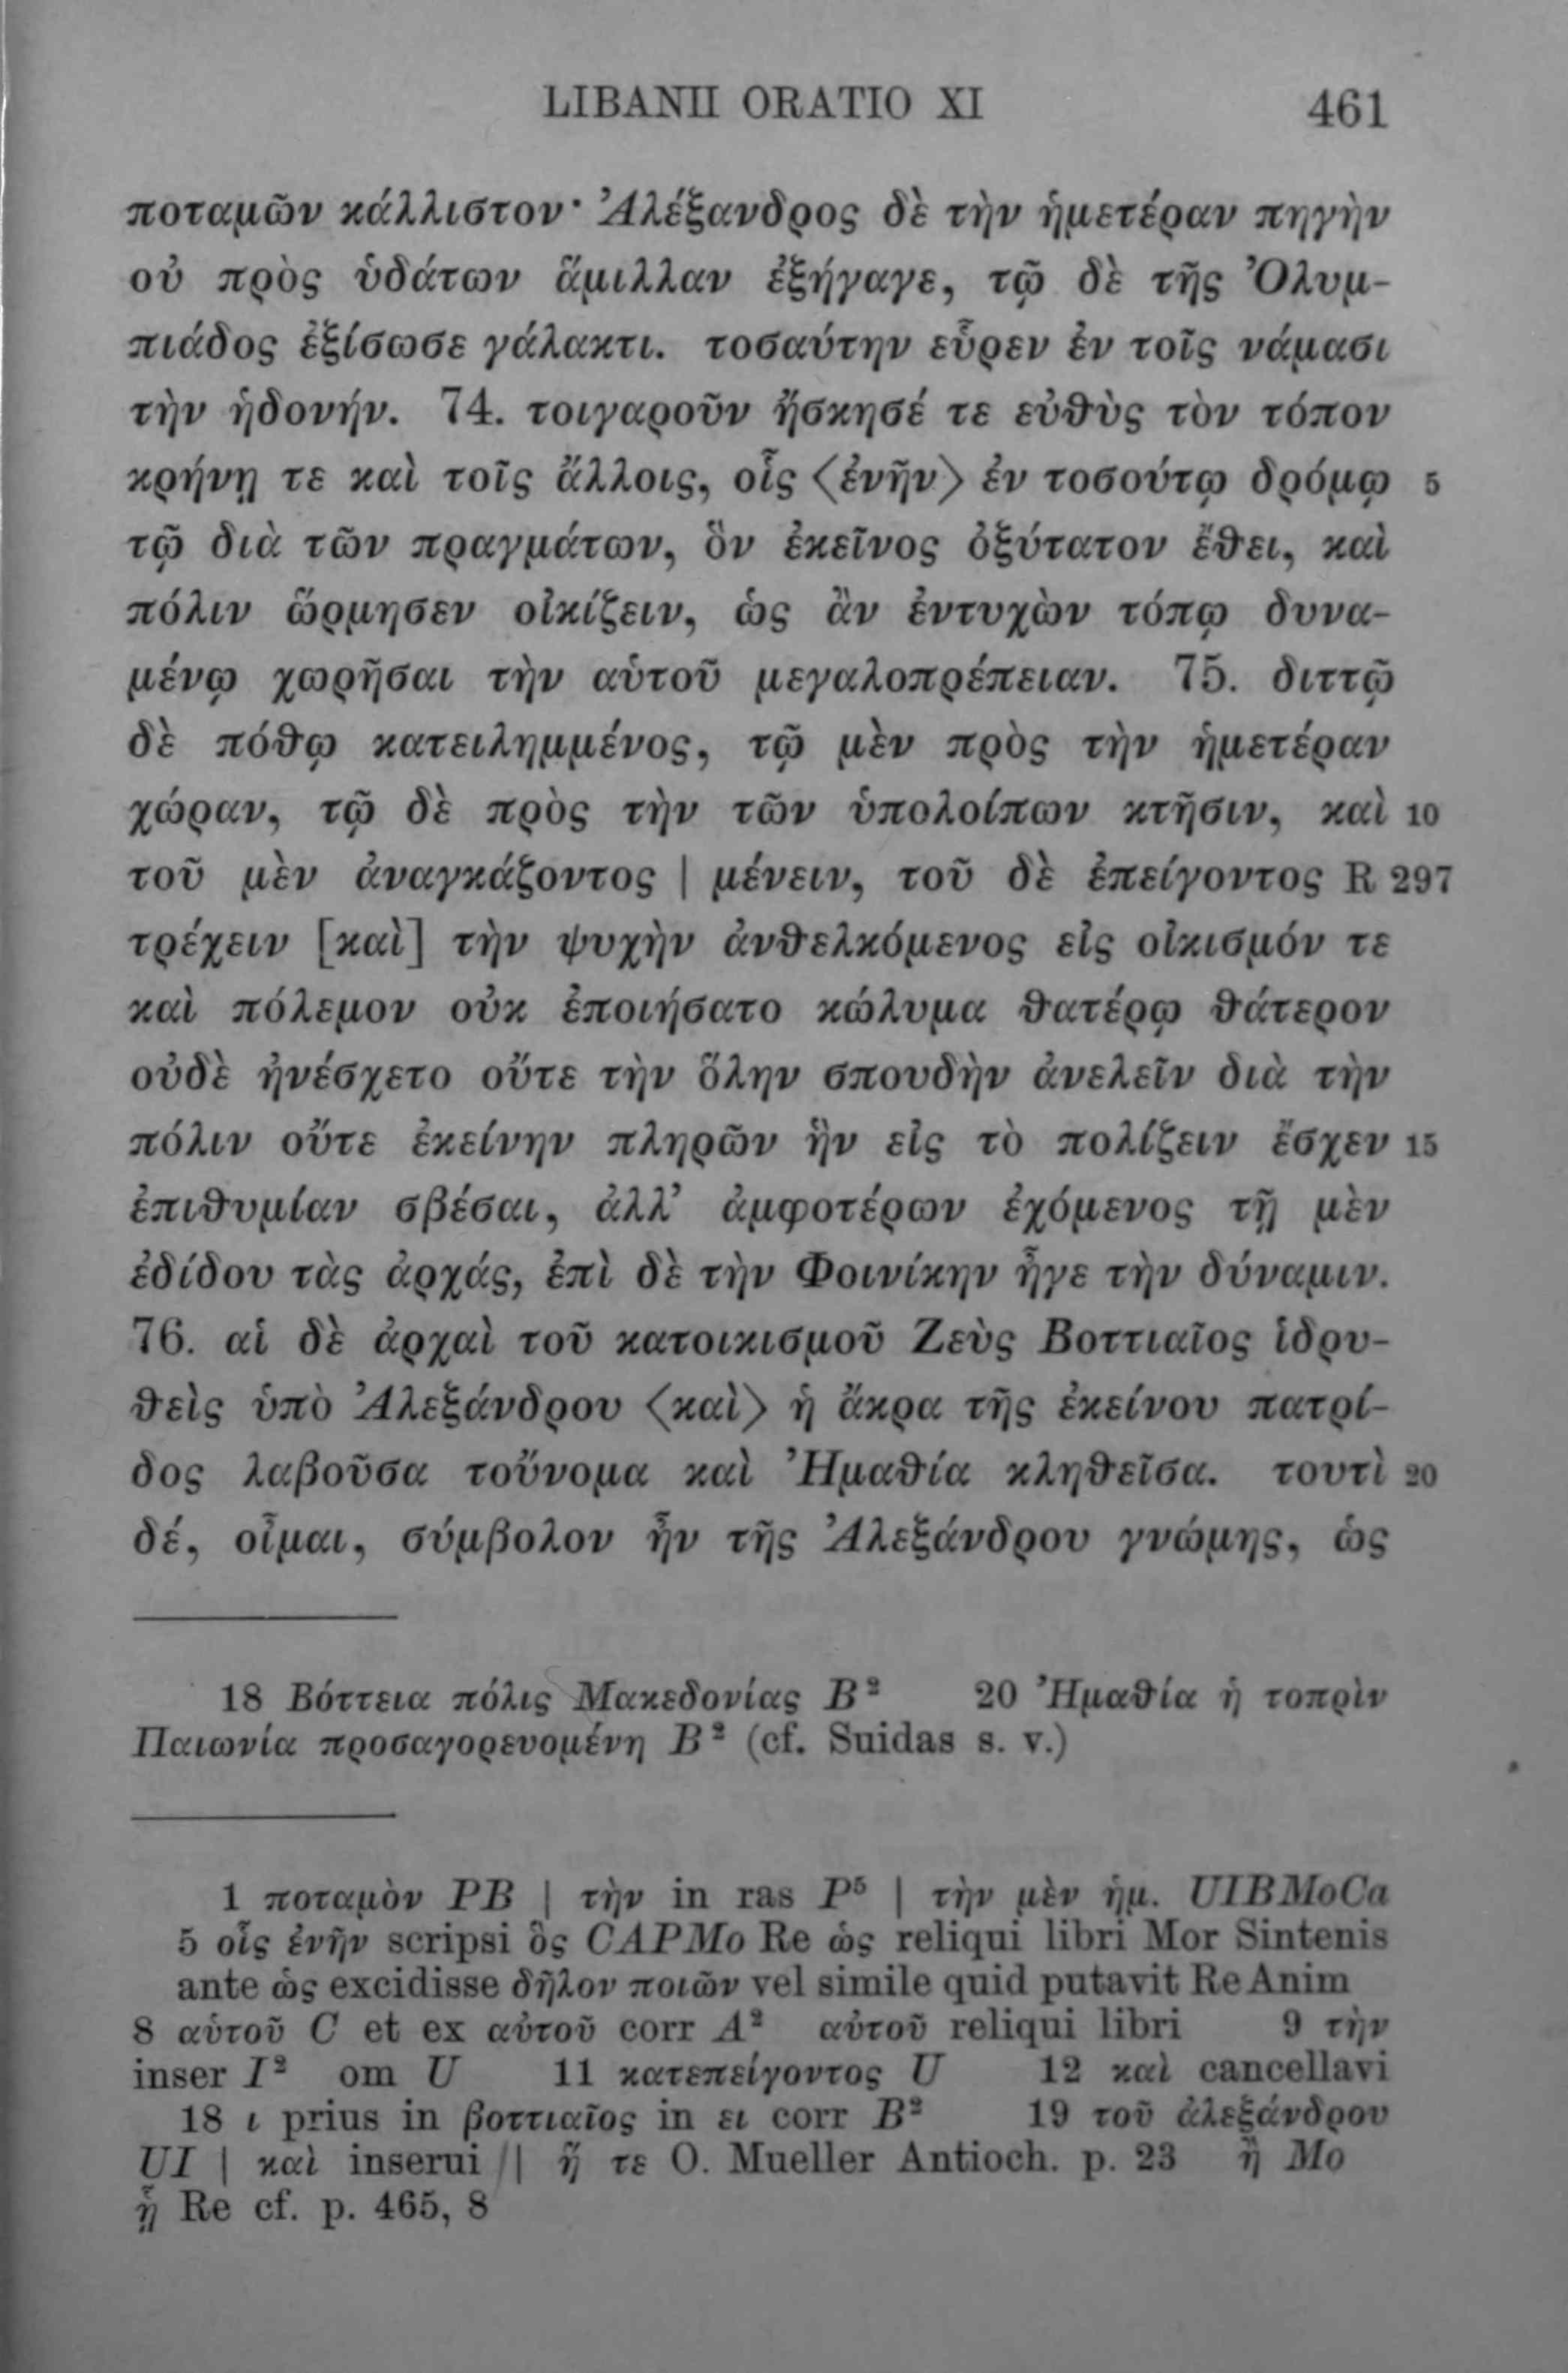 LIBANII ORATIO XI 461
ποταμῶν κάλλιστον· Ἀλέξανδρος δὲ τὴν ἡμετέραν πηγὴν
οὐ πρὸς ὑδάτων ἅμιλλαν ἐξήγαγε, τῷ δὲ τῆς Ὀλυμ-
πιάδος ἐξίσωσε γάλακτι. τοσαύτην εὗρεν ἐν τοῖς νάμασι
τὴν ἡδονήν. 74. τοιγαροῦν ἤσκησέ τε εὐθὺς τὸν τόπον
κρήνῃ τε καὶ τοῖς ἄλλοις, οἷς ⟨ἐνῆν⟩ ἐν τοσούτῳ δρόμῳ 5
τῷ διὰ τῶν πραγμάτων, ὃν ἐκεῖνος ὀξύτατον ἔθει, καὶ
πόλιν ὥρμησεν οἰκίζειν, ὡς ἂν ἐντυχὼν τόπῳ δυνα-
μένῳ χωρῆσαι τὴν αὑτοῦ μεγαλοπρέπειαν. 75. διττῷ
δὲ πόθῳ κατειλημμένος, τῷ μὲν πρὸς τὴν ἡμετέραν
χώραν, τῷ δὲ πρὸς τὴν τῶν ὑπολοίπων κτῆσιν, καὶ 10
τοῦ μὲν ἀναγκάζοντος | μένειν, τοῦ δὲ ἐπείγοντος R 297
τρέχειν [καὶ] τὴν ψυχὴν ἀνθελκόμενος εἰς οἰκισμόν τε
καὶ πόλεμον οὐκ ἐποιήσατο κώλυμα θατέρῳ θάτερον
οὐδὲ ἠνέσχετο οὔτε τὴν ὅλην σπουδὴν ἀνελεῖν διὰ τὴν
πόλιν οὔτε ἐκείνην πληρῶν ἣν εἰς τὸ πολίζειν ἔσχεν 15
ἐπιθυμίαν σβέσαι, ἀλλ’ ἀμφοτέρων ἐχόμενος τῇ μὲν
ἐδίδου τὰς ἀρχάς, ἐπὶ δὲ τὴν Φοινίκην ἦγε τὴν δύναμιν.
76. αἱ δὲ ἀρχαὶ τοῦ κατοικισμοῦ Ζεὺς Βοττιαῖος ἱδρυ-
θεὶς ὑπὸ Ἀλεξάνδρου ⟨καὶ⟩ ἡ ἄκρα τῆς ἐκείνου πατρί-
δος λαβοῦσα τοὔνομα καὶ Ἠμαθία κληθεῖσα. τουτὶ 20
δέ, οἶμαι, σύμβολον ἦν τῆς Ἀλεξάνδρου γνώμης, ὡς
18 Βόττεια πόλις Μακεδονίας B² 20 Ἠμαθία ἡ τοπρὶν
Παιωνία προσαγορευομένη B² (cf. Suidas s. v.)
1 ποταμὸν PB | τὴν in ras P⁵ | τὴν μὲν ἡμ. UIBMoCa
5 οἷς ἐνῆν scripsi ὃς CAPMo Re ὡς reliqui libri Mor Sintenis
ante ὡς excidisse δῆλον ποιῶν vel simile quid putavit Re Anim
8 αὑτοῦ C et ex αὐτοῦ corr A² αὐτοῦ reliqui libri 9 τὴν
inser I² om U 11 κατεπείγοντος U 12 καὶ cancellavi
18 ι prius in βοττιαῖος in ει corr B² 19 τοῦ ἀλεξάνδρου
UI | καὶ inserui || ἥ τε O. Mueller Antioch. p. 23 ἢ Mo
ᾗ Re cf. p. 465, 8